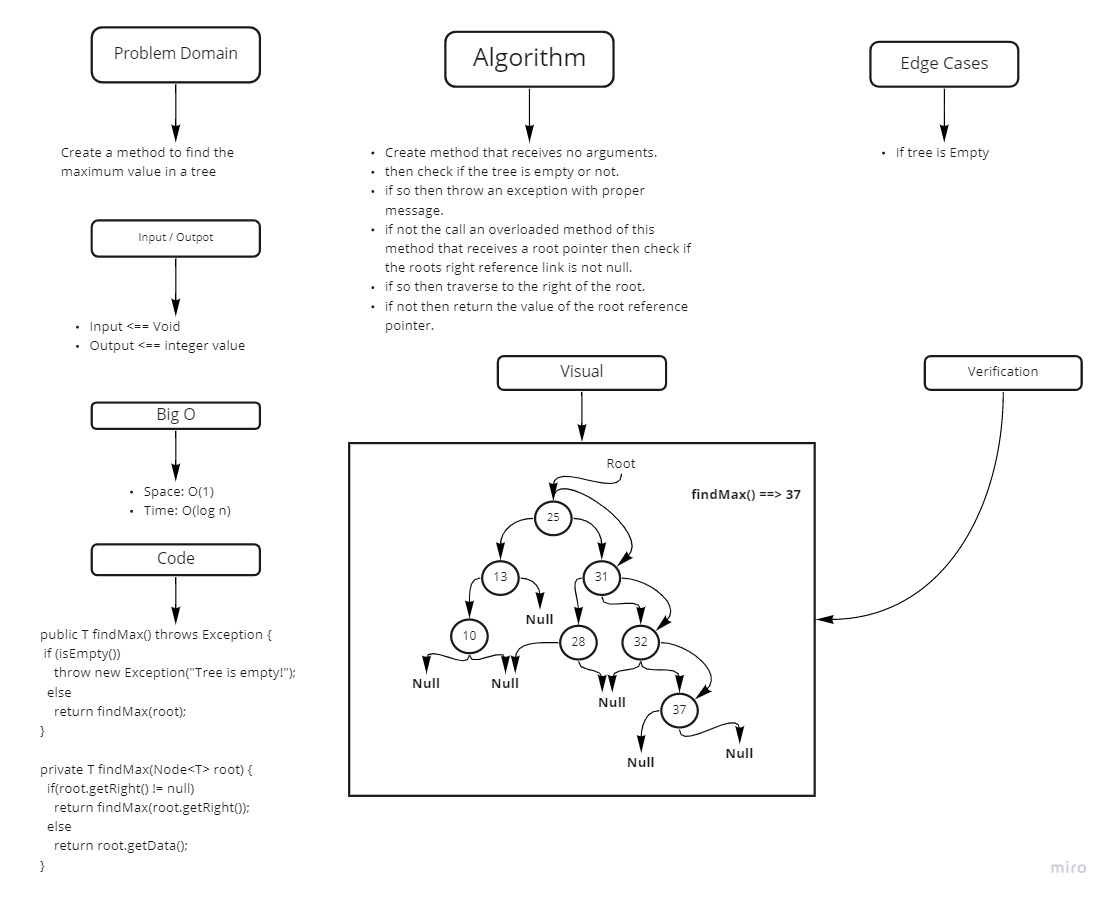 Problem Domain
Create a method to find the
maximum value in a tree
Input / Outpot
• Input <== Void
• Output <== integer value
Big O
• Space: O(1)
• Time: O(log n)
Code
public T findMax() throws Exception {
if (isEmpty())
throw new Exception("Tree is empty!");
else
return findMax(root);
}
private T findMax(Node<T> root) {
if(root.getRight() != null)
return findMax(root.getRight());
else
return root.getData();
}
Algorithm
• Create method that receives no arguments.
• then check if the tree is empty or not.
• if so then throw an exception with proper
message.
• if not the call an overloaded method of this
method that receives a root pointer then check if
the roots right reference link is not null.
• if so then traverse to the right of the root.
• if not then return the value of the root reference
pointer.
Visual
Root
findMax() ==> 37
25
13
31
Null
10
28
32
Null
Null
Null
37
Null
Null
Edge Cases
• If tree is Empty
Verification
miro